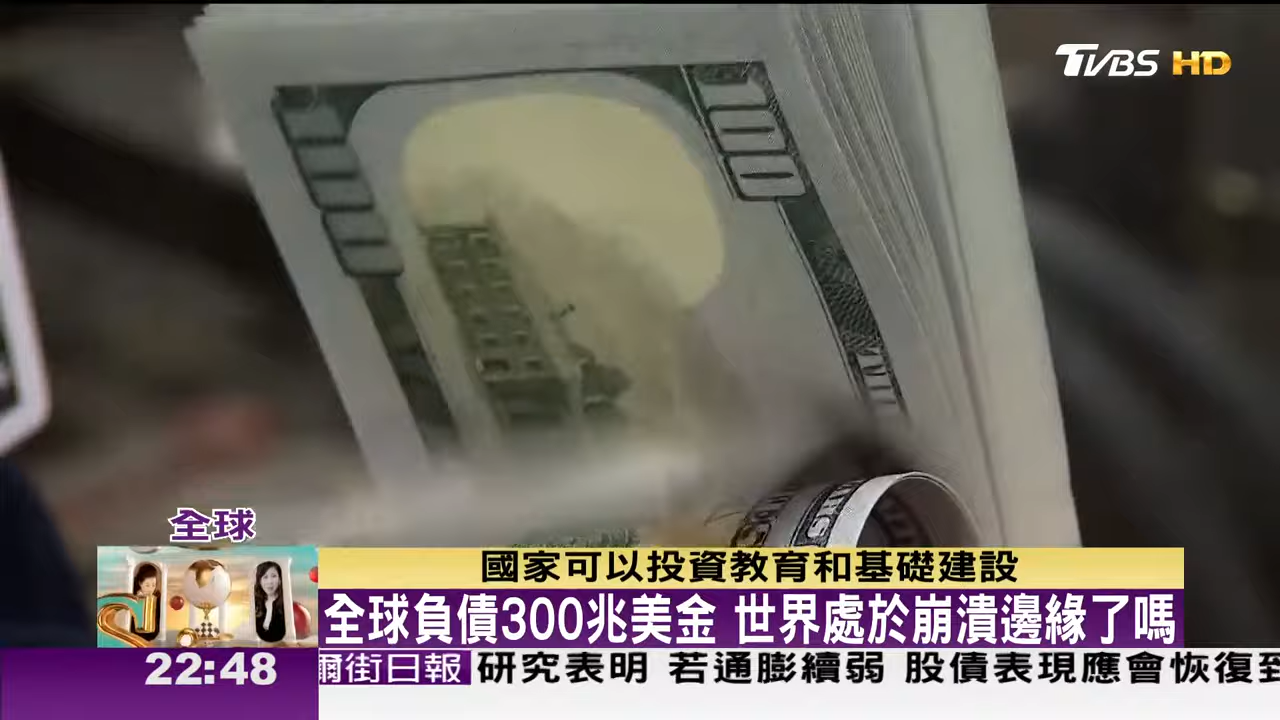 TVBS HD
100
全球
國家可以投資教育和基礎建設
全球負債300兆美金 世界處於崩潰邊緣了嗎
22:48
爾街日報 研究表明 若通膨續弱 股債表現應會恢復到